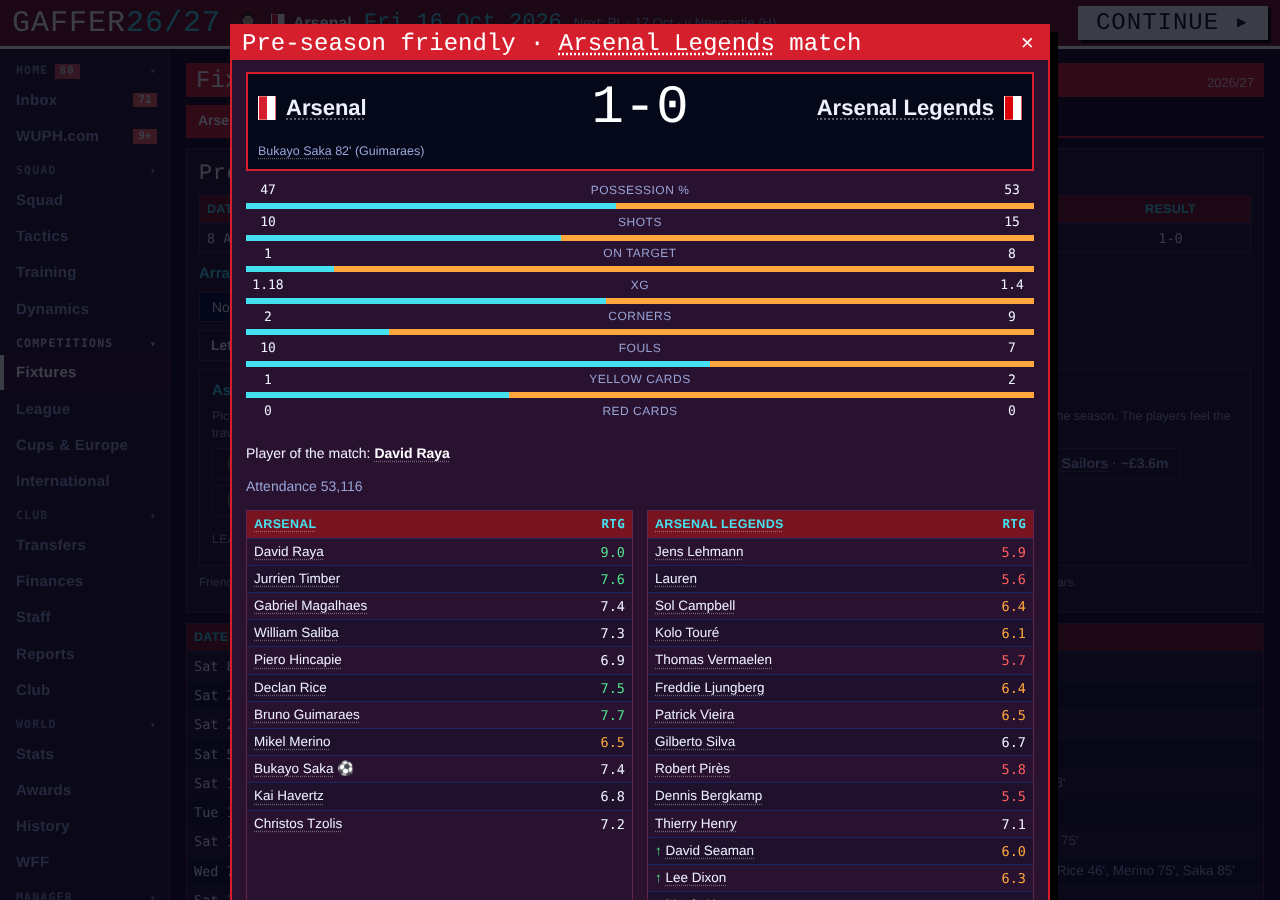 GAFFER26/27 Arsenal Fri 16 Oct 2026 Next: PL · 17 Oct · v Newcastle (H) CONTINUE ▸
Pre-season friendly · Arsenal Legends match ✕
Arsenal 1-0 Arsenal Legends
Bukayo Saka 82' (Guimaraes)
47 POSSESSION % 53
10 SHOTS 15
1 ON TARGET 8
1.18 XG 1.4
2 CORNERS 9
10 FOULS 7
1 YELLOW CARDS 2
0 RED CARDS 0
Player of the match: David Raya
Attendance 53,116
ARSENAL RTG
David Raya 9.0
Jurrien Timber 7.6
Gabriel Magalhaes 7.4
William Saliba 7.3
Piero Hincapie 6.9
Declan Rice 7.5
Bruno Guimaraes 7.7
Mikel Merino 6.5
Bukayo Saka ⚽ 7.4
Kai Havertz 6.8
Christos Tzolis 7.2
ARSENAL LEGENDS RTG
Jens Lehmann 5.9
Lauren 5.6
Sol Campbell 6.4
Kolo Touré 6.1
Thomas Vermaelen 5.7
Freddie Ljungberg 6.4
Patrick Vieira 6.5
Gilberto Silva 6.7
Robert Pirès 5.8
Dennis Bergkamp 5.5
Thierry Henry 7.1
↑ David Seaman 6.0
↑ Lee Dixon 6.3
HOME 80
Inbox 71
WUPH.com 9+
SQUAD
Squad
Tactics
Training
Dynamics
COMPETITIONS
Fixtures
League
Cups & Europe
International
CLUB
Transfers
Finances
Staff
Reports
Club
WORLD
Stats
Awards
History
WFF
MANAGER
2026/27
DATE
RESULT
1-0
he season. The players feel the
Sailors · ~£3.6m
DATE
Rice 46', Merino 75', Saka 85'